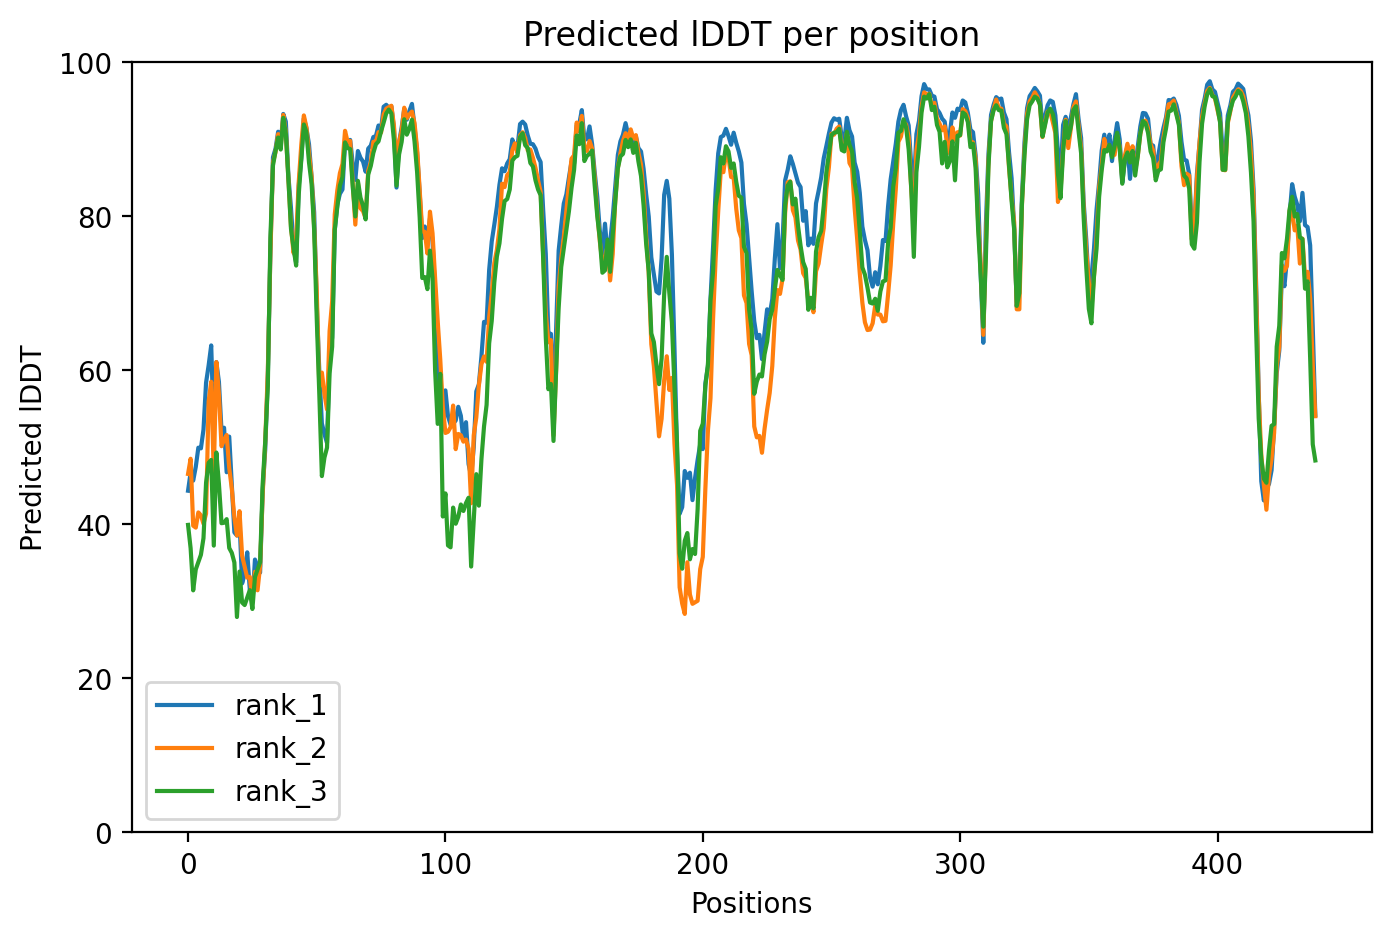 Predicted lDDT per position
100
80
60
40
20
0
Predicted lDDT
rank_1
rank_2
rank_3
0 100 200 300 400
Positions